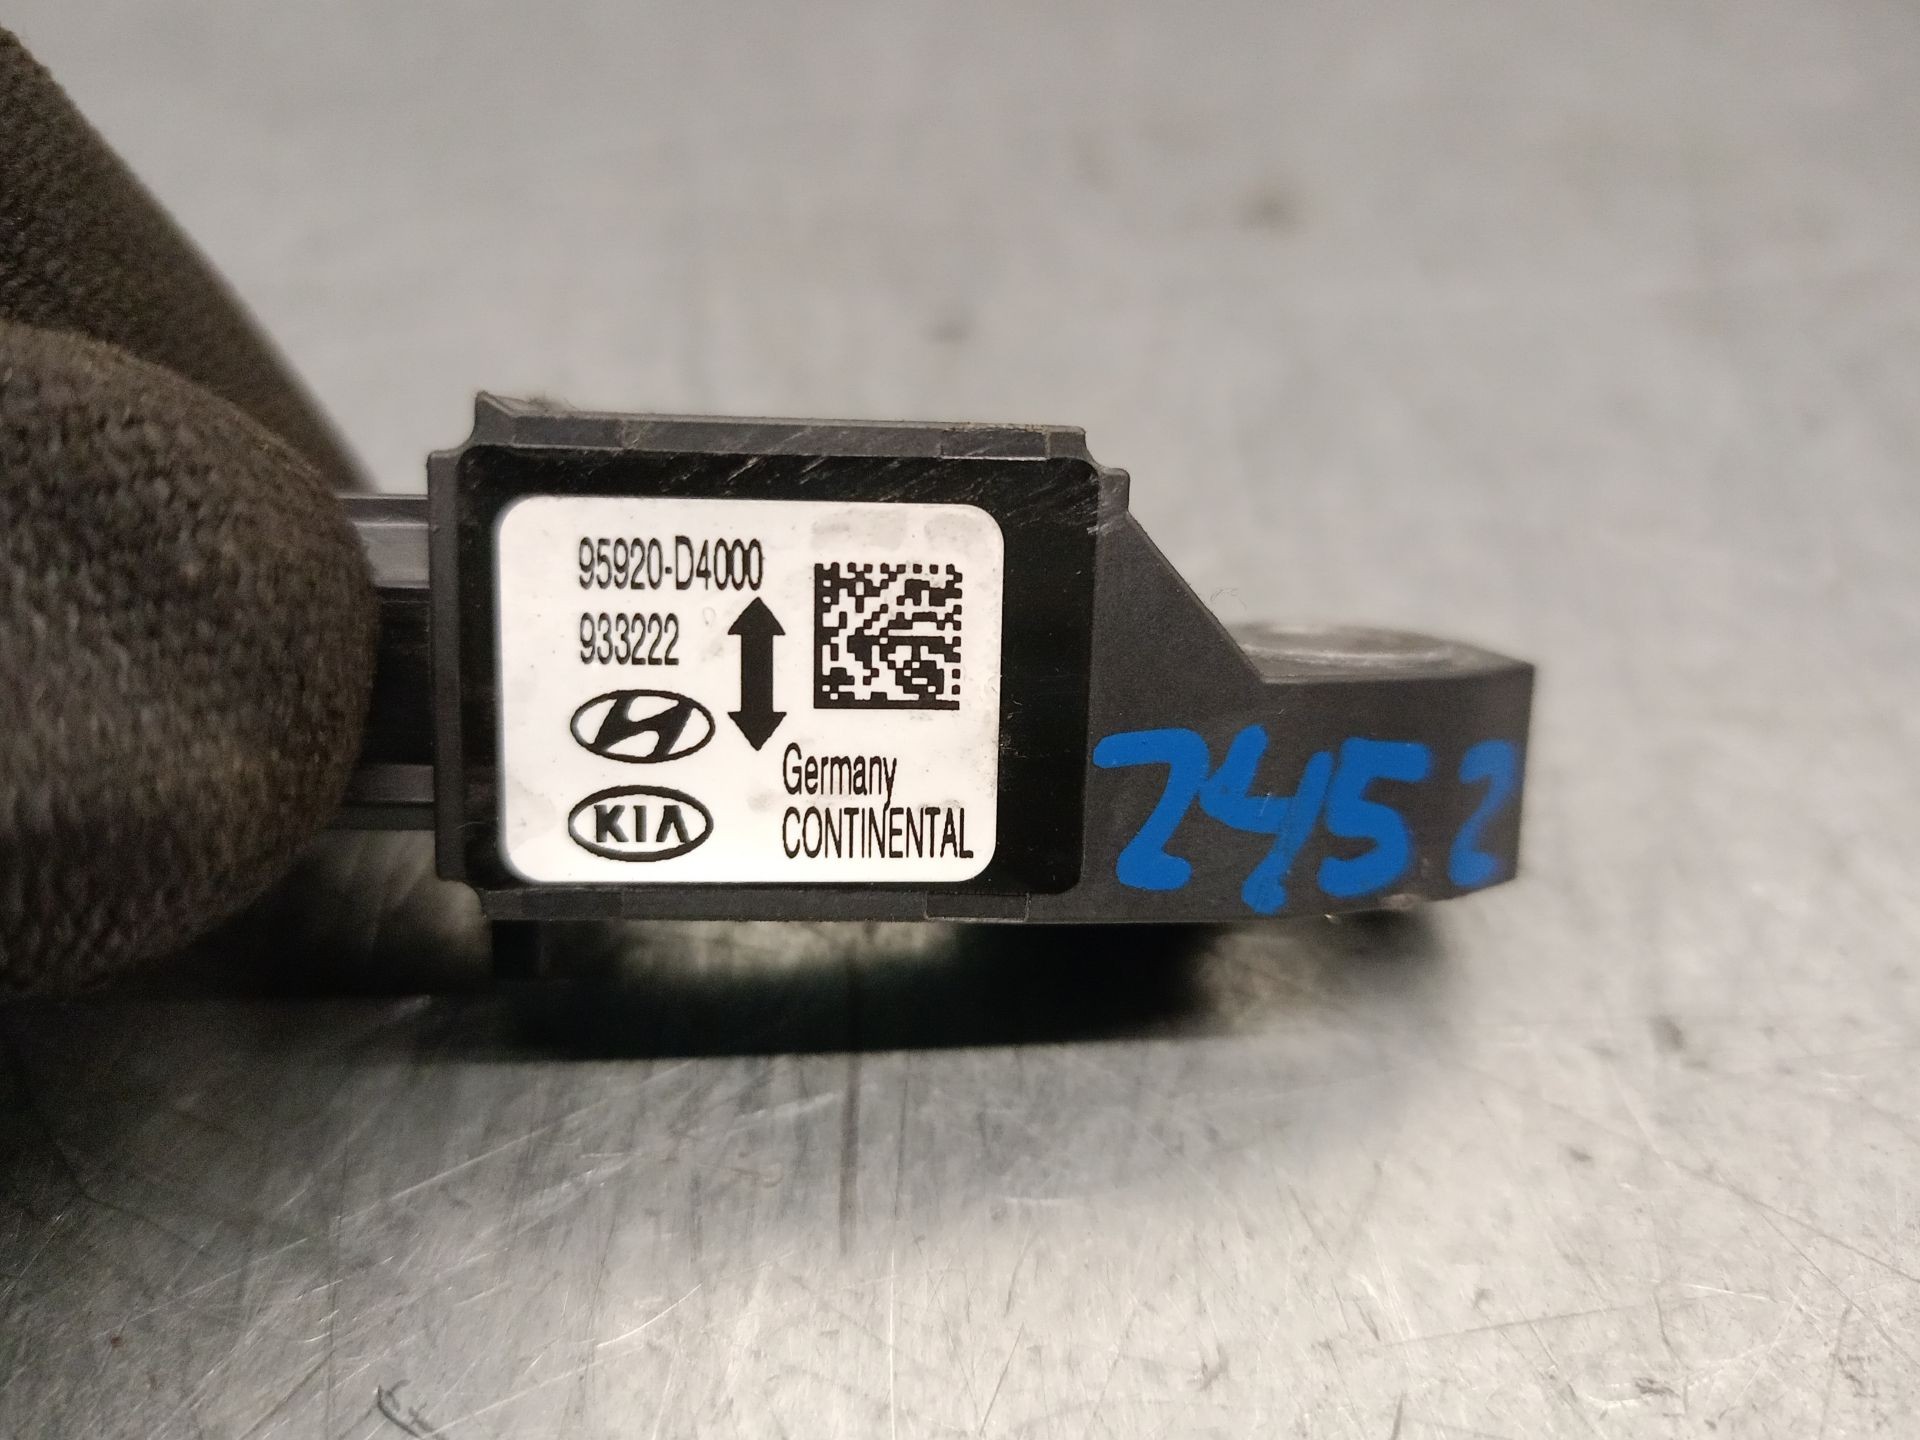 95920-D4000
933222
KIA
Germany
CONTINENTAL
2452